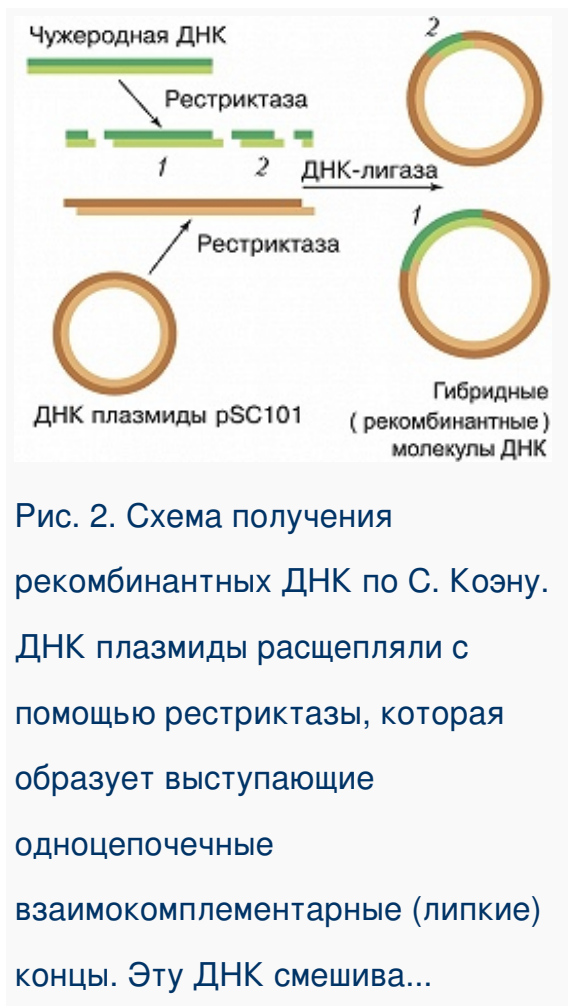 Чужеродная ДНК
Рестриктаза
1
2
ДНК-лигаза
Рестриктаза
ДНК плазмиды pSC101
2
1
Гибридные
( рекомбинантные )
молекулы ДНК
Рис. 2. Схема получения
рекомбинантных ДНК по С. Коэну.
ДНК плазмиды расщепляли с
помощью рестриктазы, которая
образует выступающие
одноцепочечные
взаимокомплементарные (липкие)
концы. Эту ДНК смешива...